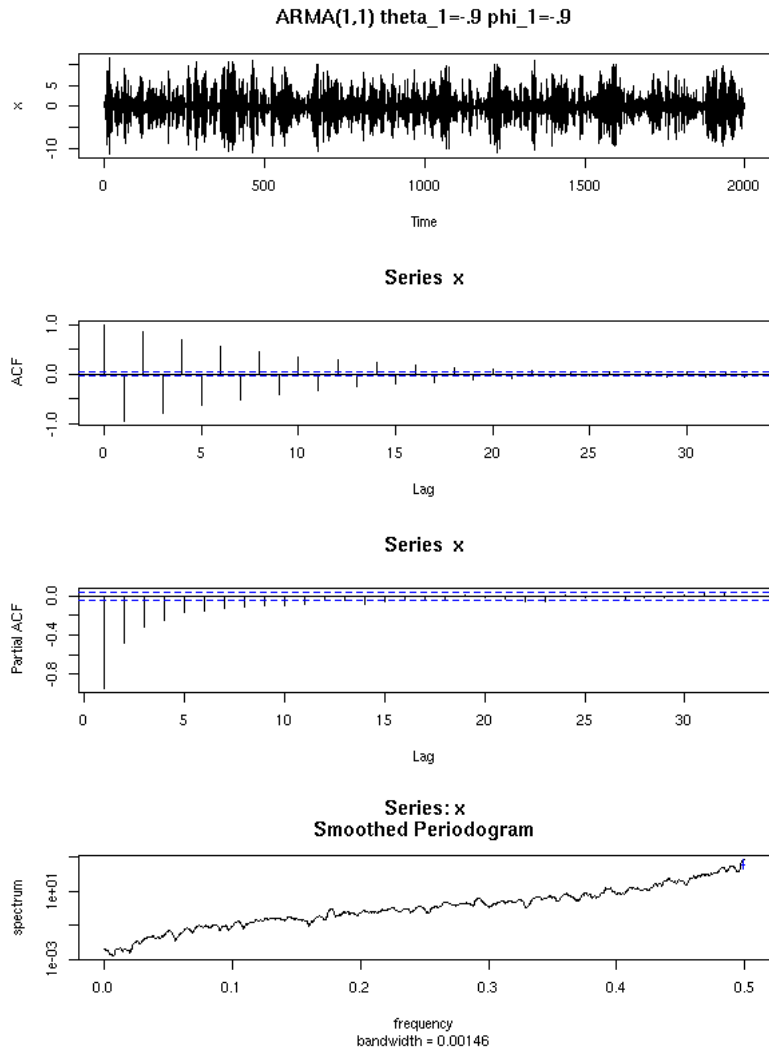 ARMA(1,1) theta_1=-.9 phi_1=-.9
x
5
0
-10
0 500 1000 1500 2000
Time
Series x
ACF
1.0
0.0
-1.0
0 5 10 15 20 25 30
Lag
Series x
Partial ACF
0.0
-0.4
-0.8
0 5 10 15 20 25 30
Lag
Series: x
Smoothed Periodogram
spectrum
1e+01
1e-03
0.0 0.1 0.2 0.3 0.4 0.5
frequency
bandwidth = 0.00146